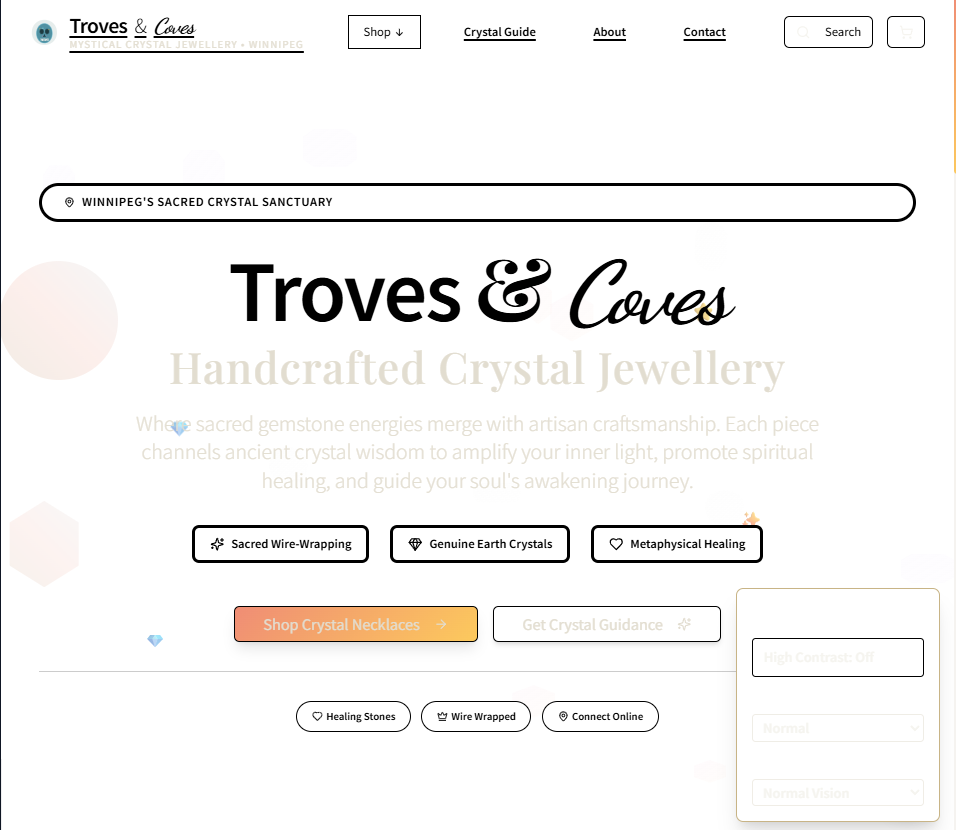 Troves & Coves
MYSTICAL CRYSTAL JEWELLERY • WINNIPEG
Shop ↓
Crystal Guide
About
Contact
Search
WINNIPEG'S SACRED CRYSTAL SANCTUARY
Troves & Coves
Handcrafted Crystal Jewellery
Where sacred gemstone energies merge with artisan craftsmanship. Each piece
channels ancient crystal wisdom to amplify your inner light, promote spiritual
healing, and guide your soul's awakening journey.
Sacred Wire-Wrapping
Genuine Earth Crystals
Metaphysical Healing
Shop Crystal Necklaces →
Get Crystal Guidance
High Contrast: Off
Normal
Normal Vision
Healing Stones
Wire Wrapped
Connect Online